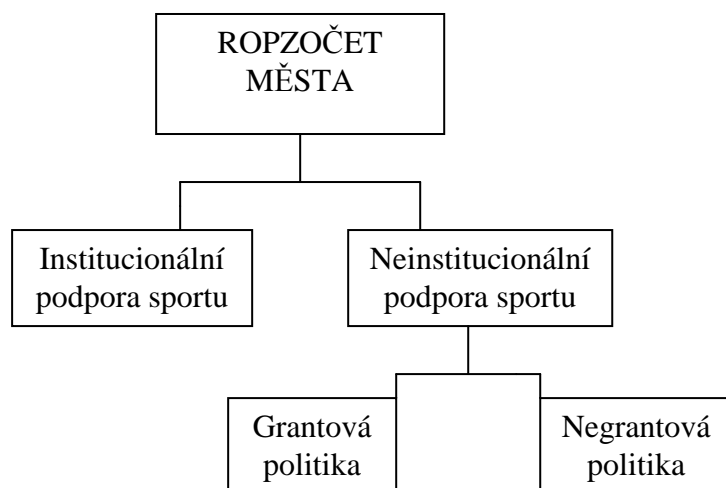 ROPZOČET
MĚSTA
Institucionální
podpora sportu
Neinstitucionální
podpora sportu
Grantová
politika
Negrantová
politika